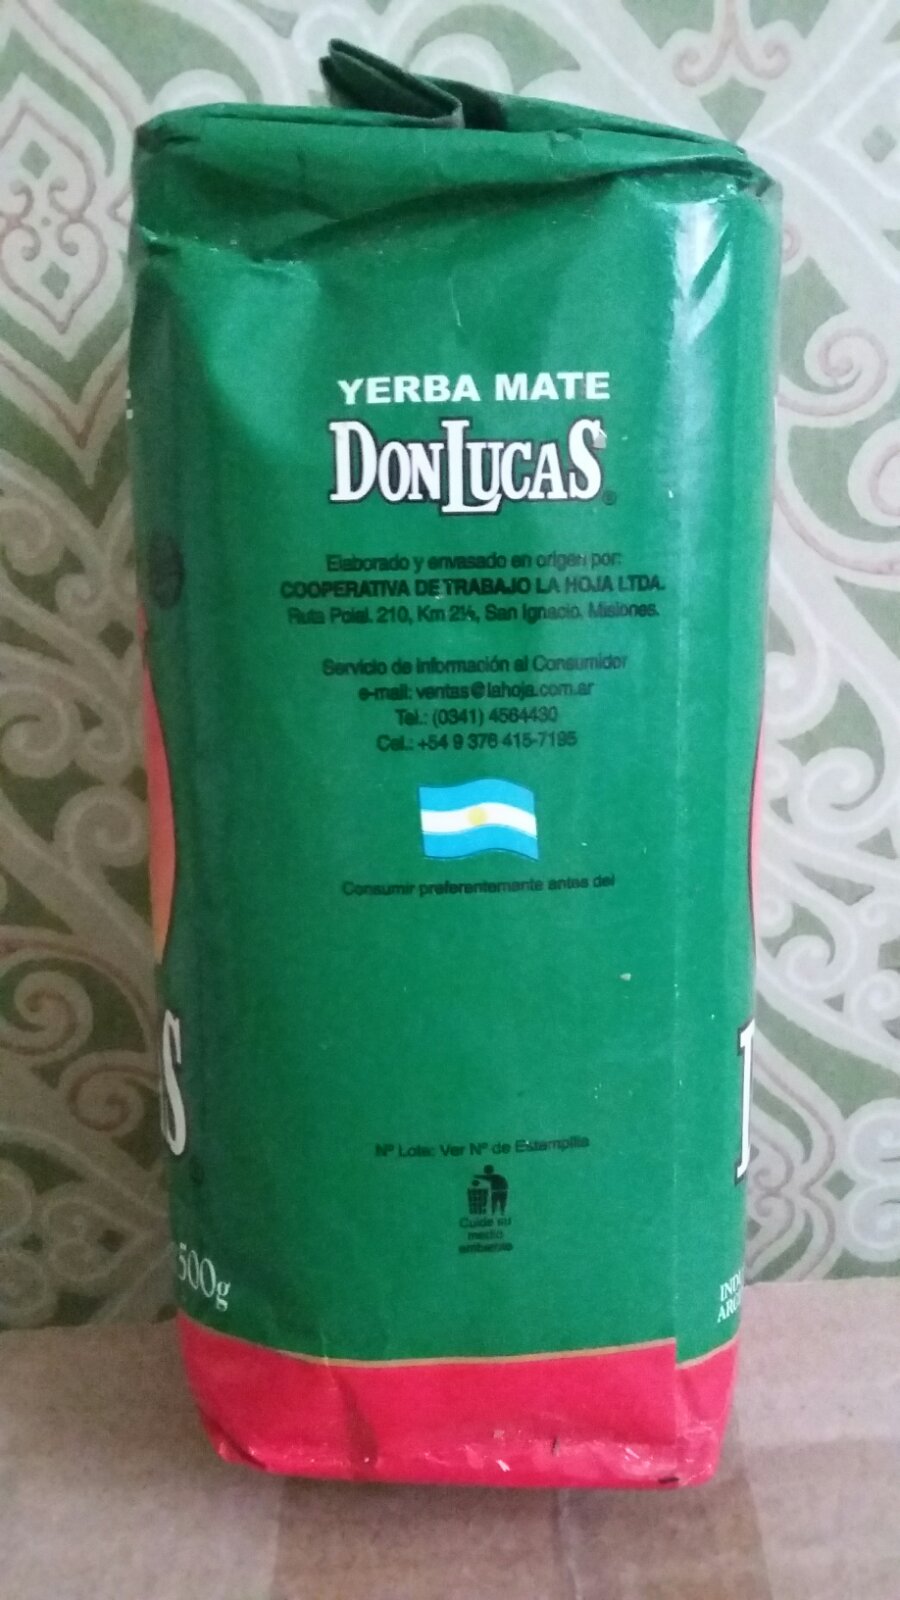 YERBA MATE
DONLUCAS®
Elaborado y envasado en origen por:
COOPERATIVA DE TRABAJO LA HOJA LTDA.
Ruta Pcial. 210, Km 2½, San Ignacio, Misiones.
Servicio de Información al Consumidor
e-mail: ventas@lahoja.com.ar
Tel.: (0341) 4564430
Cel.: +54 9 376 415-7195
Consumir preferentemente antes del
Nº Lote: Ver Nº de Estampilla
Cuide su
medio
ambiente
500g